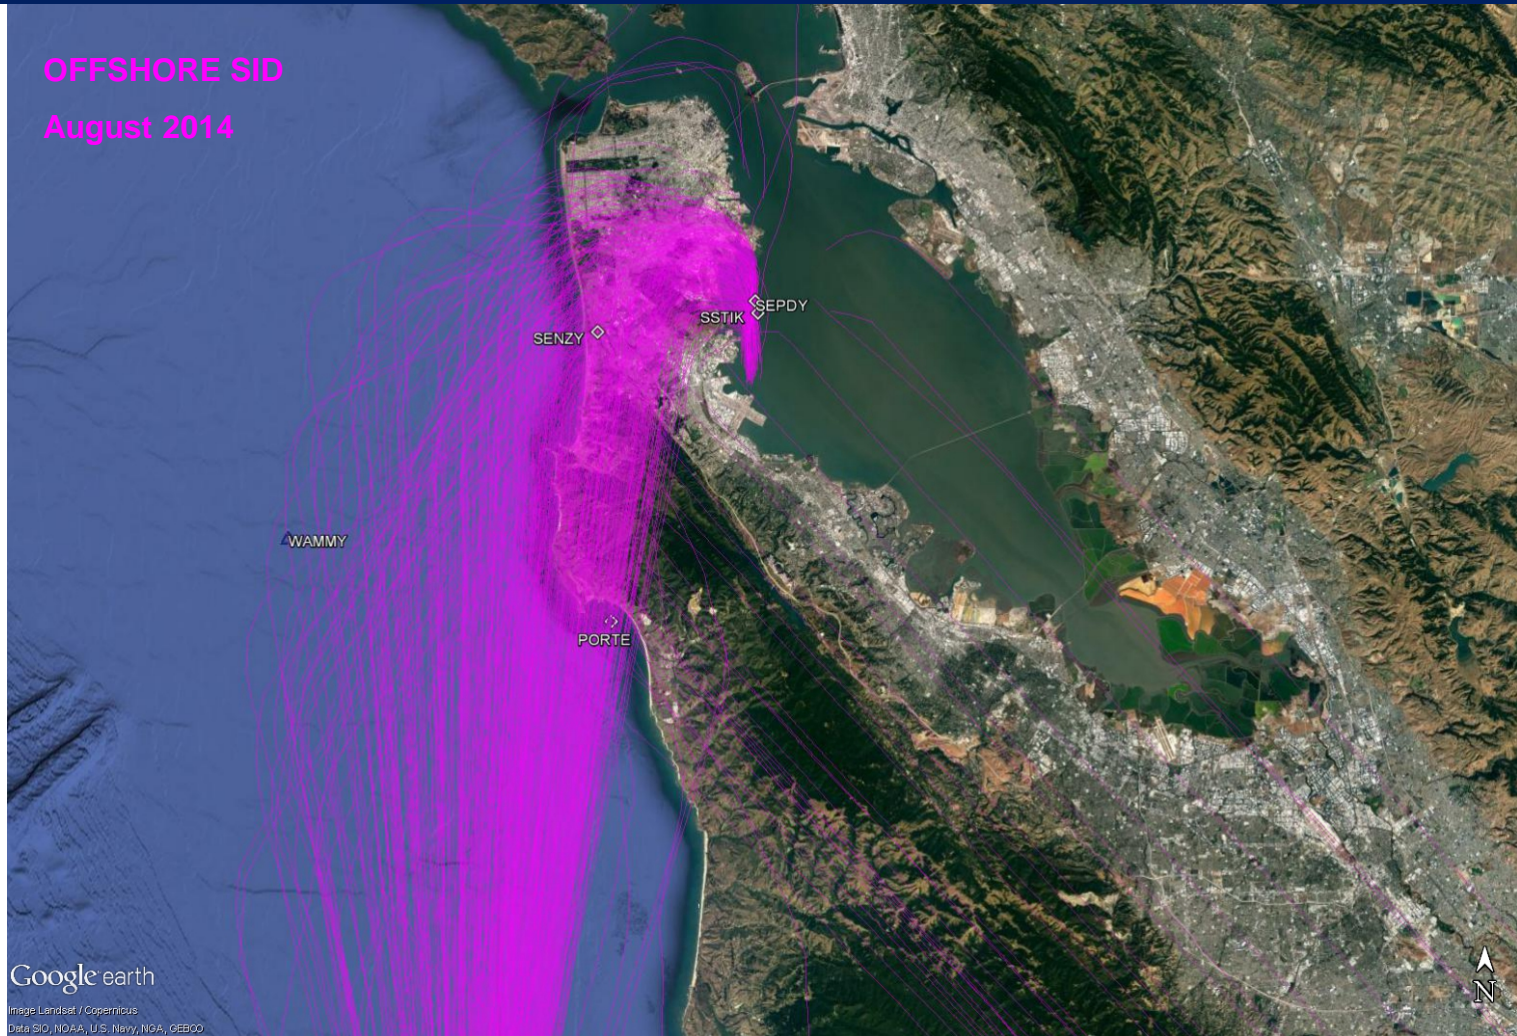 OFFSHORE SID
August 2014
SEPDY
SSTIK
SENZY
WAMMY
PORTE
Google earth
N
Image Landsat / Copernicus
Data SIO, NOAA, U.S. Navy, NGA, GEBCO